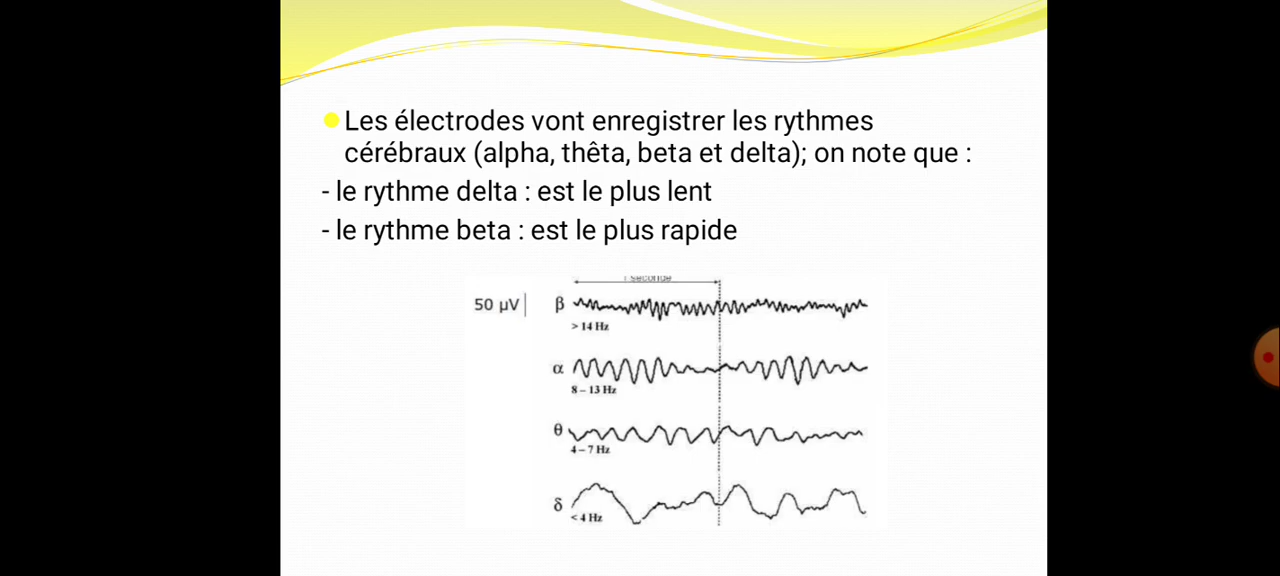 Les électrodes vont enregistrer les rythmes
cérébraux (alpha, thêta, beta et delta); on note que :
- le rythme delta : est le plus lent
- le rythme beta : est le plus rapide
seconde
50 µV
β
> 14 Hz
α
8 – 13 Hz
θ
4 – 7 Hz
δ
< 4 Hz